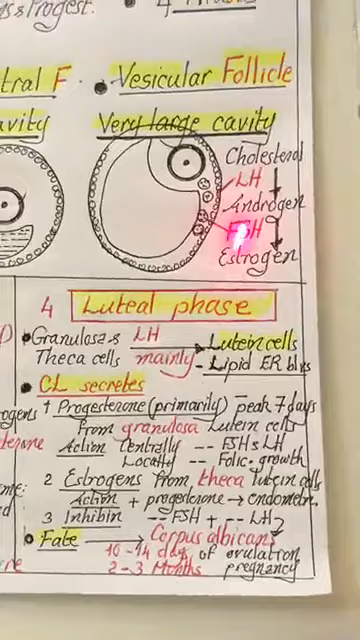 s & Progest.
4
tral F
• Vesicular Follicle
avity
Very large cavity
Cholesterol
LH
Androgen
FSH
Estrogen
4 Luteal phase
• Granulosa & LH → Lutein cells
Theca cells mainly - Lipid ER
• CL secretes
1 Progesterone (primarily) peak 7 days
From granulosa Lutein cells
Action Centrally -- FSH & LH
Locally -- Folic. growth
2 Estrogens From theca lutein cells
Action + progesterone → endometr.
3 Inhibin -- FSH + -- LH
• Fate → Corpus albicans
10-14 days of ovulation
2-3 Months pregnancy